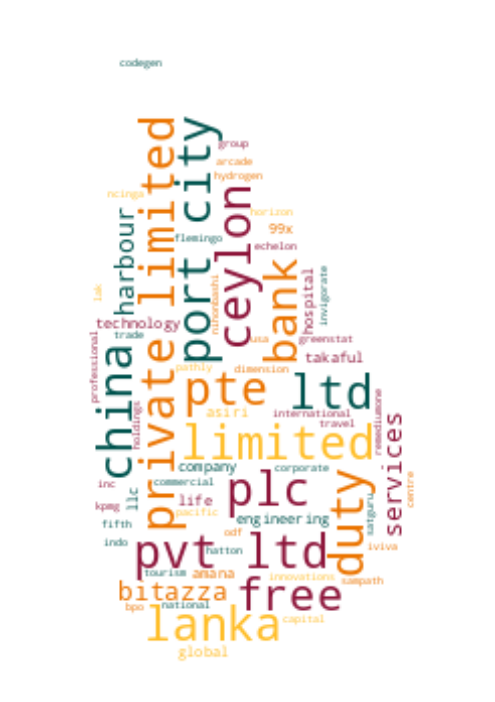 codegen
private limited
port city
group
arcade
hydrogen
ceylon
ncinga
horizon
harbour
99x
flemingo
echelon
bank
hospital
invigorate
nihonbashi
lak
technology
trade
usa
greenstat
takaful
professional
china
pathly
dimension
pte ltd
holdings
asiri
international
travel
remediumone
limited
services
company
corporate
centre
inc
llc
commercial
life
plc
duty
kpmg
pacific
satguru
fifth
engineering
odf
indo
pvt ltd
hatton
iviva
tourism
amana
innovations
sampath
bitazza
free
bpo
national
lanka
capital
global